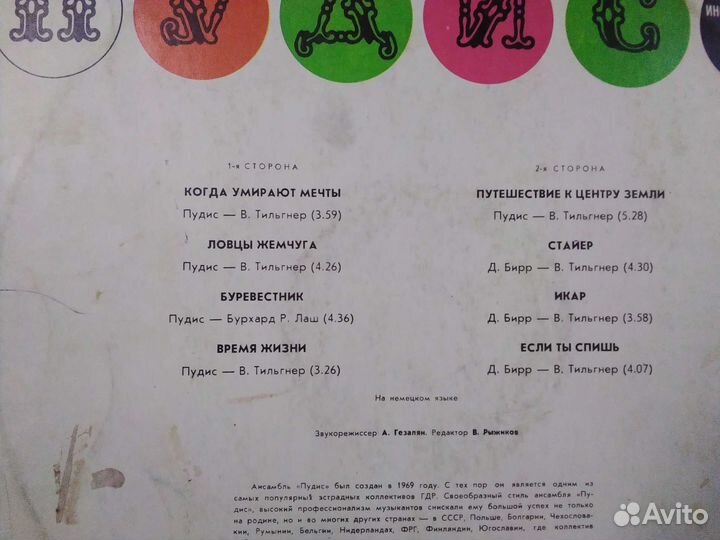 ПУДИС
ИН
1-я СТОРОНА
КОГДА УМИРАЮТ МЕЧТЫ
Пудис — В. Тильгнер (3.59)
ЛОВЦЫ ЖЕМЧУГА
Пудис — В. Тильгнер (4.26)
БУРЕВЕСТНИК
Пудис — Бурхард Р. Лаш (4.36)
ВРЕМЯ ЖИЗНИ
Пудис — В. Тильгнер (3.26)
2-я СТОРОНА
ПУТЕШЕСТВИЕ К ЦЕНТРУ ЗЕМЛИ
Пудис — В. Тильгнер (5.28)
СТАЙЕР
Д. Бирр — В. Тильгнер (4.30)
ИКАР
Д. Бирр — В. Тильгнер (3.58)
ЕСЛИ ТЫ СПИШЬ
Д. Бирр — В. Тильгнер (4.07)
На немецком языке
Звукорежиссер А. Гезалян. Редактор В. Рыжиков
Ансамбль «Пудис» был создан в 1969 году. С тех пор он является одним из
самых популярных эстрадных коллективов ГДР. Своеобразный стиль ансамбля «Пу-
дис», высокий профессионализм музыкантов снискали ему большой успех не только
на родине, но и во многих других странах — в СССР, Польше, Болгарии, Чехослова-
кии, Румынии, Бельгии, Нидерландах, ФРГ, Финляндии, Югославии, где коллектив
Avito